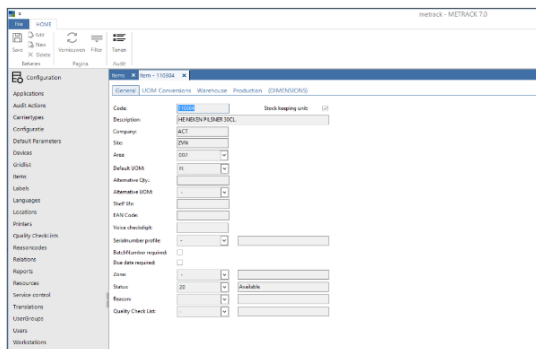 metrack - METRACK 7.0
File HOME
Save Edit New Delete Vernieuwen Filter Tonen
Beheren Pagina Audit
Configuration
Applications
Audit Actions
Carriertypes
Configuratie
Default Parameters
Devices
Gridlist
Items
Labels
Languages
Locations
Printers
Quality CheckLists
Reasoncodes
Relations
Reports
Resources
Service control
Translations
UserGroups
Users
Workstations
Items × Item - 110304 ×
General UOM Conversions Warehouse Production (DIMENSIONS)
Code: 110304 Stock keeping unit:
Description: HEINEKEN PILSNER 30CL.
Company: ACT
Site: ZVN
Area: 001
Default UOM:
Alternative Qty.:
Alternative UOM: -
Shelf life:
EAN Code:
Voice checkdigit:
Serialnumber profile: -
Batchnumber required:
Due date required:
Zone: -
Status: 20 Available
Reason:
Quality Check List: -